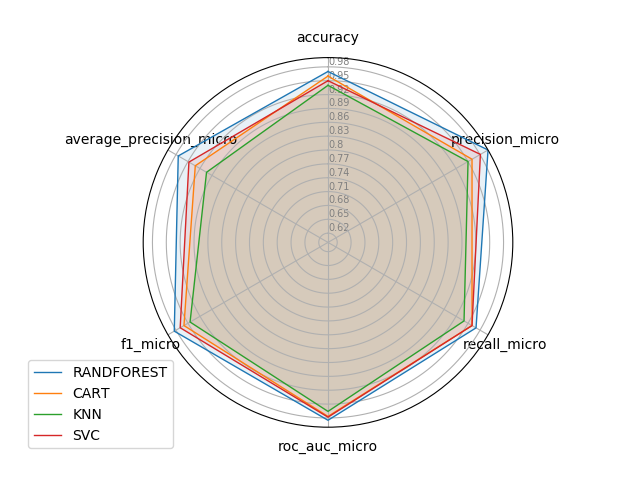 accuracy
0.98
0.95
0.92
0.89
0.86
0.83
0.8
0.77
0.74
0.71
0.68
0.65
0.62
average_precision_micro
precision_micro
f1_micro
recall_micro
roc_auc_micro
RANDFOREST
CART
KNN
SVC